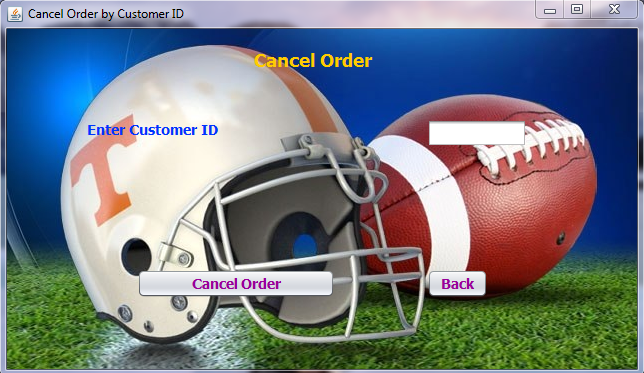 Cancel Order by Customer ID
Cancel Order
Enter Customer ID
T
Cancel Order
Back